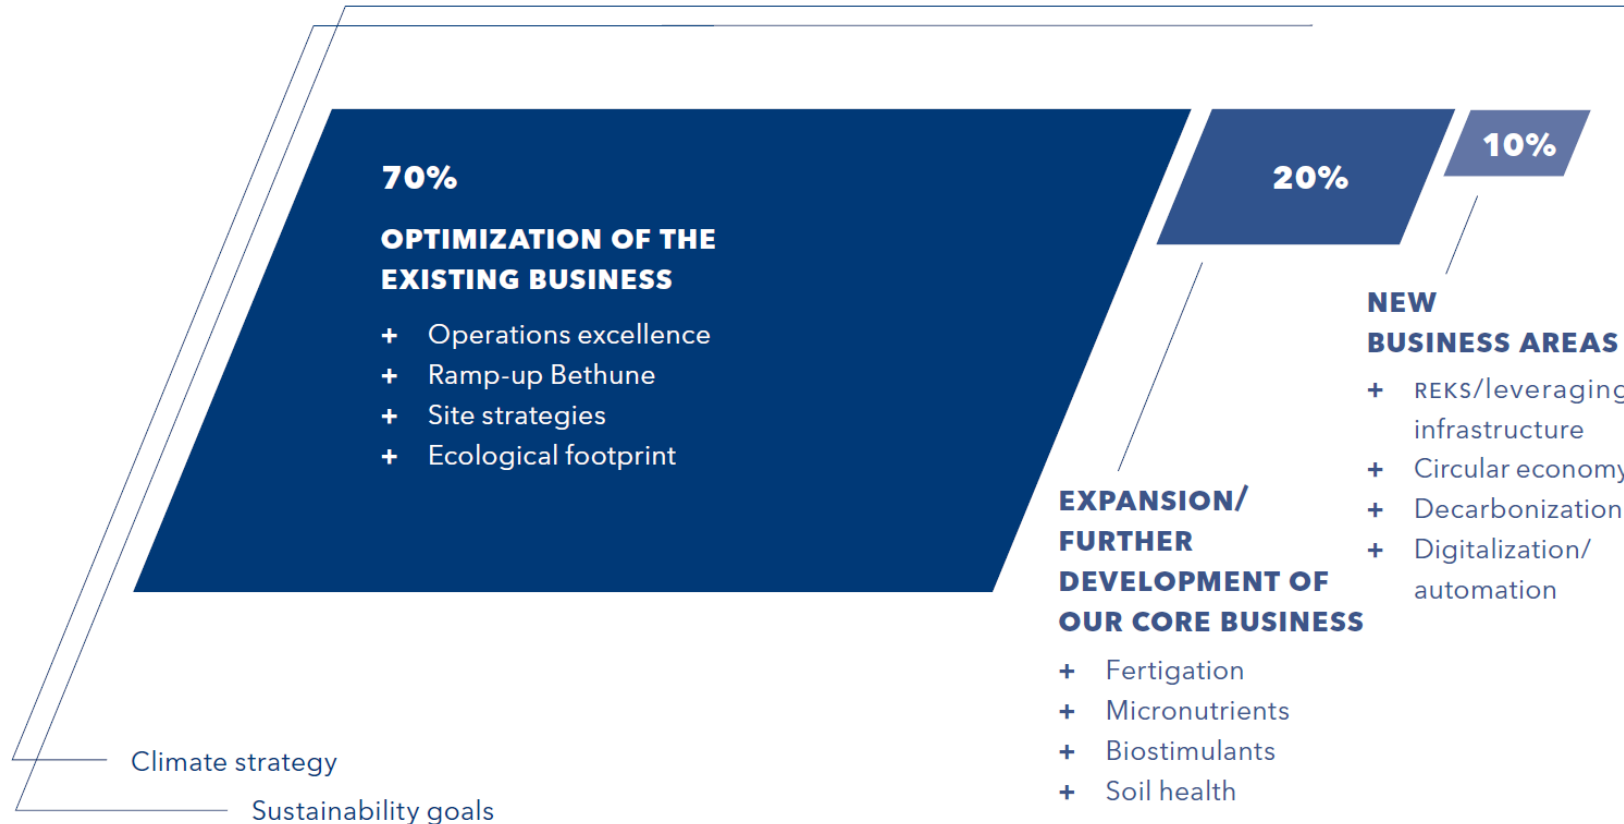 70%
OPTIMIZATION OF THE
EXISTING BUSINESS
+ Operations excellence
+ Ramp-up Bethune
+ Site strategies
+ Ecological footprint
20%
EXPANSION/
FURTHER
DEVELOPMENT OF
OUR CORE BUSINESS
+ Fertigation
+ Micronutrients
+ Biostimulants
+ Soil health
10%
NEW
BUSINESS AREAS
+ REKS/leveraging
infrastructure
+ Circular economy
+ Decarbonization
+ Digitalization/
automation
Climate strategy
Sustainability goals